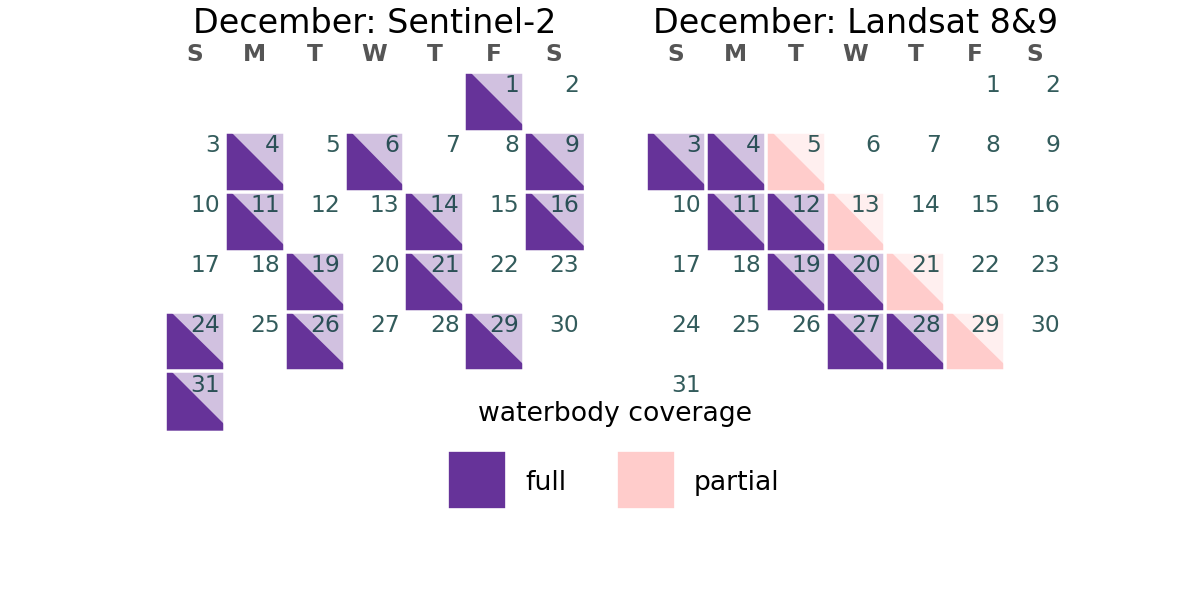 December: Sentinel-2
S M T W T F S
1 2
3 4 5 6 7 8 9
10 11 12 13 14 15 16
17 18 19 20 21 22 23
24 25 26 27 28 29 30
31
December: Landsat 8&9
S M T W T F S
1 2
3 4 5 6 7 8 9
10 11 12 13 14 15 16
17 18 19 20 21 22 23
24 25 26 27 28 29 30
31
waterbody coverage
full partial